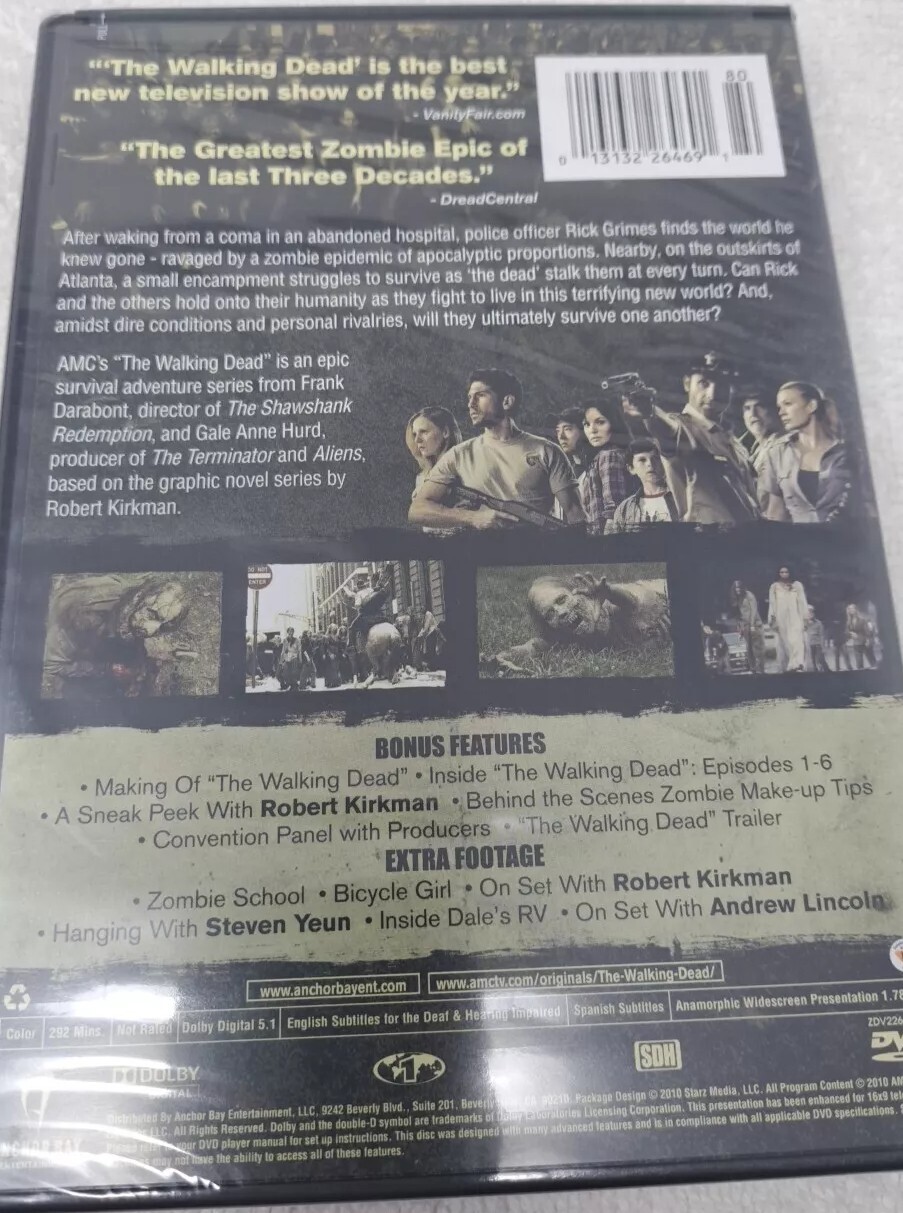 “‘The Walking Dead’ is the best
new television show of the year.”
- VanityFair.com
“The Greatest Zombie Epic of
the last Three Decades.”
- DreadCentral
80
0 13132 26469 1
After waking from a coma in an abandoned hospital, police officer Rick Grimes finds the world he
knew gone - ravaged by a zombie epidemic of apocalyptic proportions. Nearby, on the outskirts of
Atlanta, a small encampment struggles to survive as ‘the dead’ stalk them at every turn. Can Rick
and the others hold onto their humanity as they fight to live in this terrifying new world? And,
amidst dire conditions and personal rivalries, will they ultimately survive one another?
AMC’s “The Walking Dead” is an epic
survival adventure series from Frank
Darabont, director of The Shawshank
Redemption, and Gale Anne Hurd,
producer of The Terminator and Aliens,
based on the graphic novel series by
Robert Kirkman.
DO NOT
ENTER
BONUS FEATURES
• Making Of “The Walking Dead” • Inside “The Walking Dead”: Episodes 1-6
• A Sneak Peek With Robert Kirkman • Behind the Scenes Zombie Make-up Tips
• Convention Panel with Producers • “The Walking Dead” Trailer
EXTRA FOOTAGE
• Zombie School • Bicycle Girl • On Set With Robert Kirkman
• Hanging With Steven Yeun • Inside Dale’s RV • On Set With Andrew Lincoln
www.anchorbayent.com www.amctv.com/originals/The-Walking-Dead/
Color 292 Mins. Not Rated Dolby Digital 5.1 English Subtitles for the Deaf & Hearing Impaired Spanish Subtitles Anamorphic Widescreen Presentation 1.78
ZDV226
DV
DOLBY
DIGITAL
1
SDH
ANCHOR BAY
ENTERTAINMENT
Distributed By Anchor Bay Entertainment, LLC, 9242 Beverly Blvd., Suite 201, Beverly CA 90210. Package Design © 2010 Starz Media, LLC. All Program Content © 2010 AM
LLC. All Rights Reserved. Dolby and the double-D symbol are trademarks of Dolby Laboratories Licensing Corporation. This presentation has been enhanced for 16x9 tele
your DVD player manual for set up instructions. This disc was designed with many advanced features and is in compliance with all applicable DVD specifications.
may not have the ability to access all of these features.